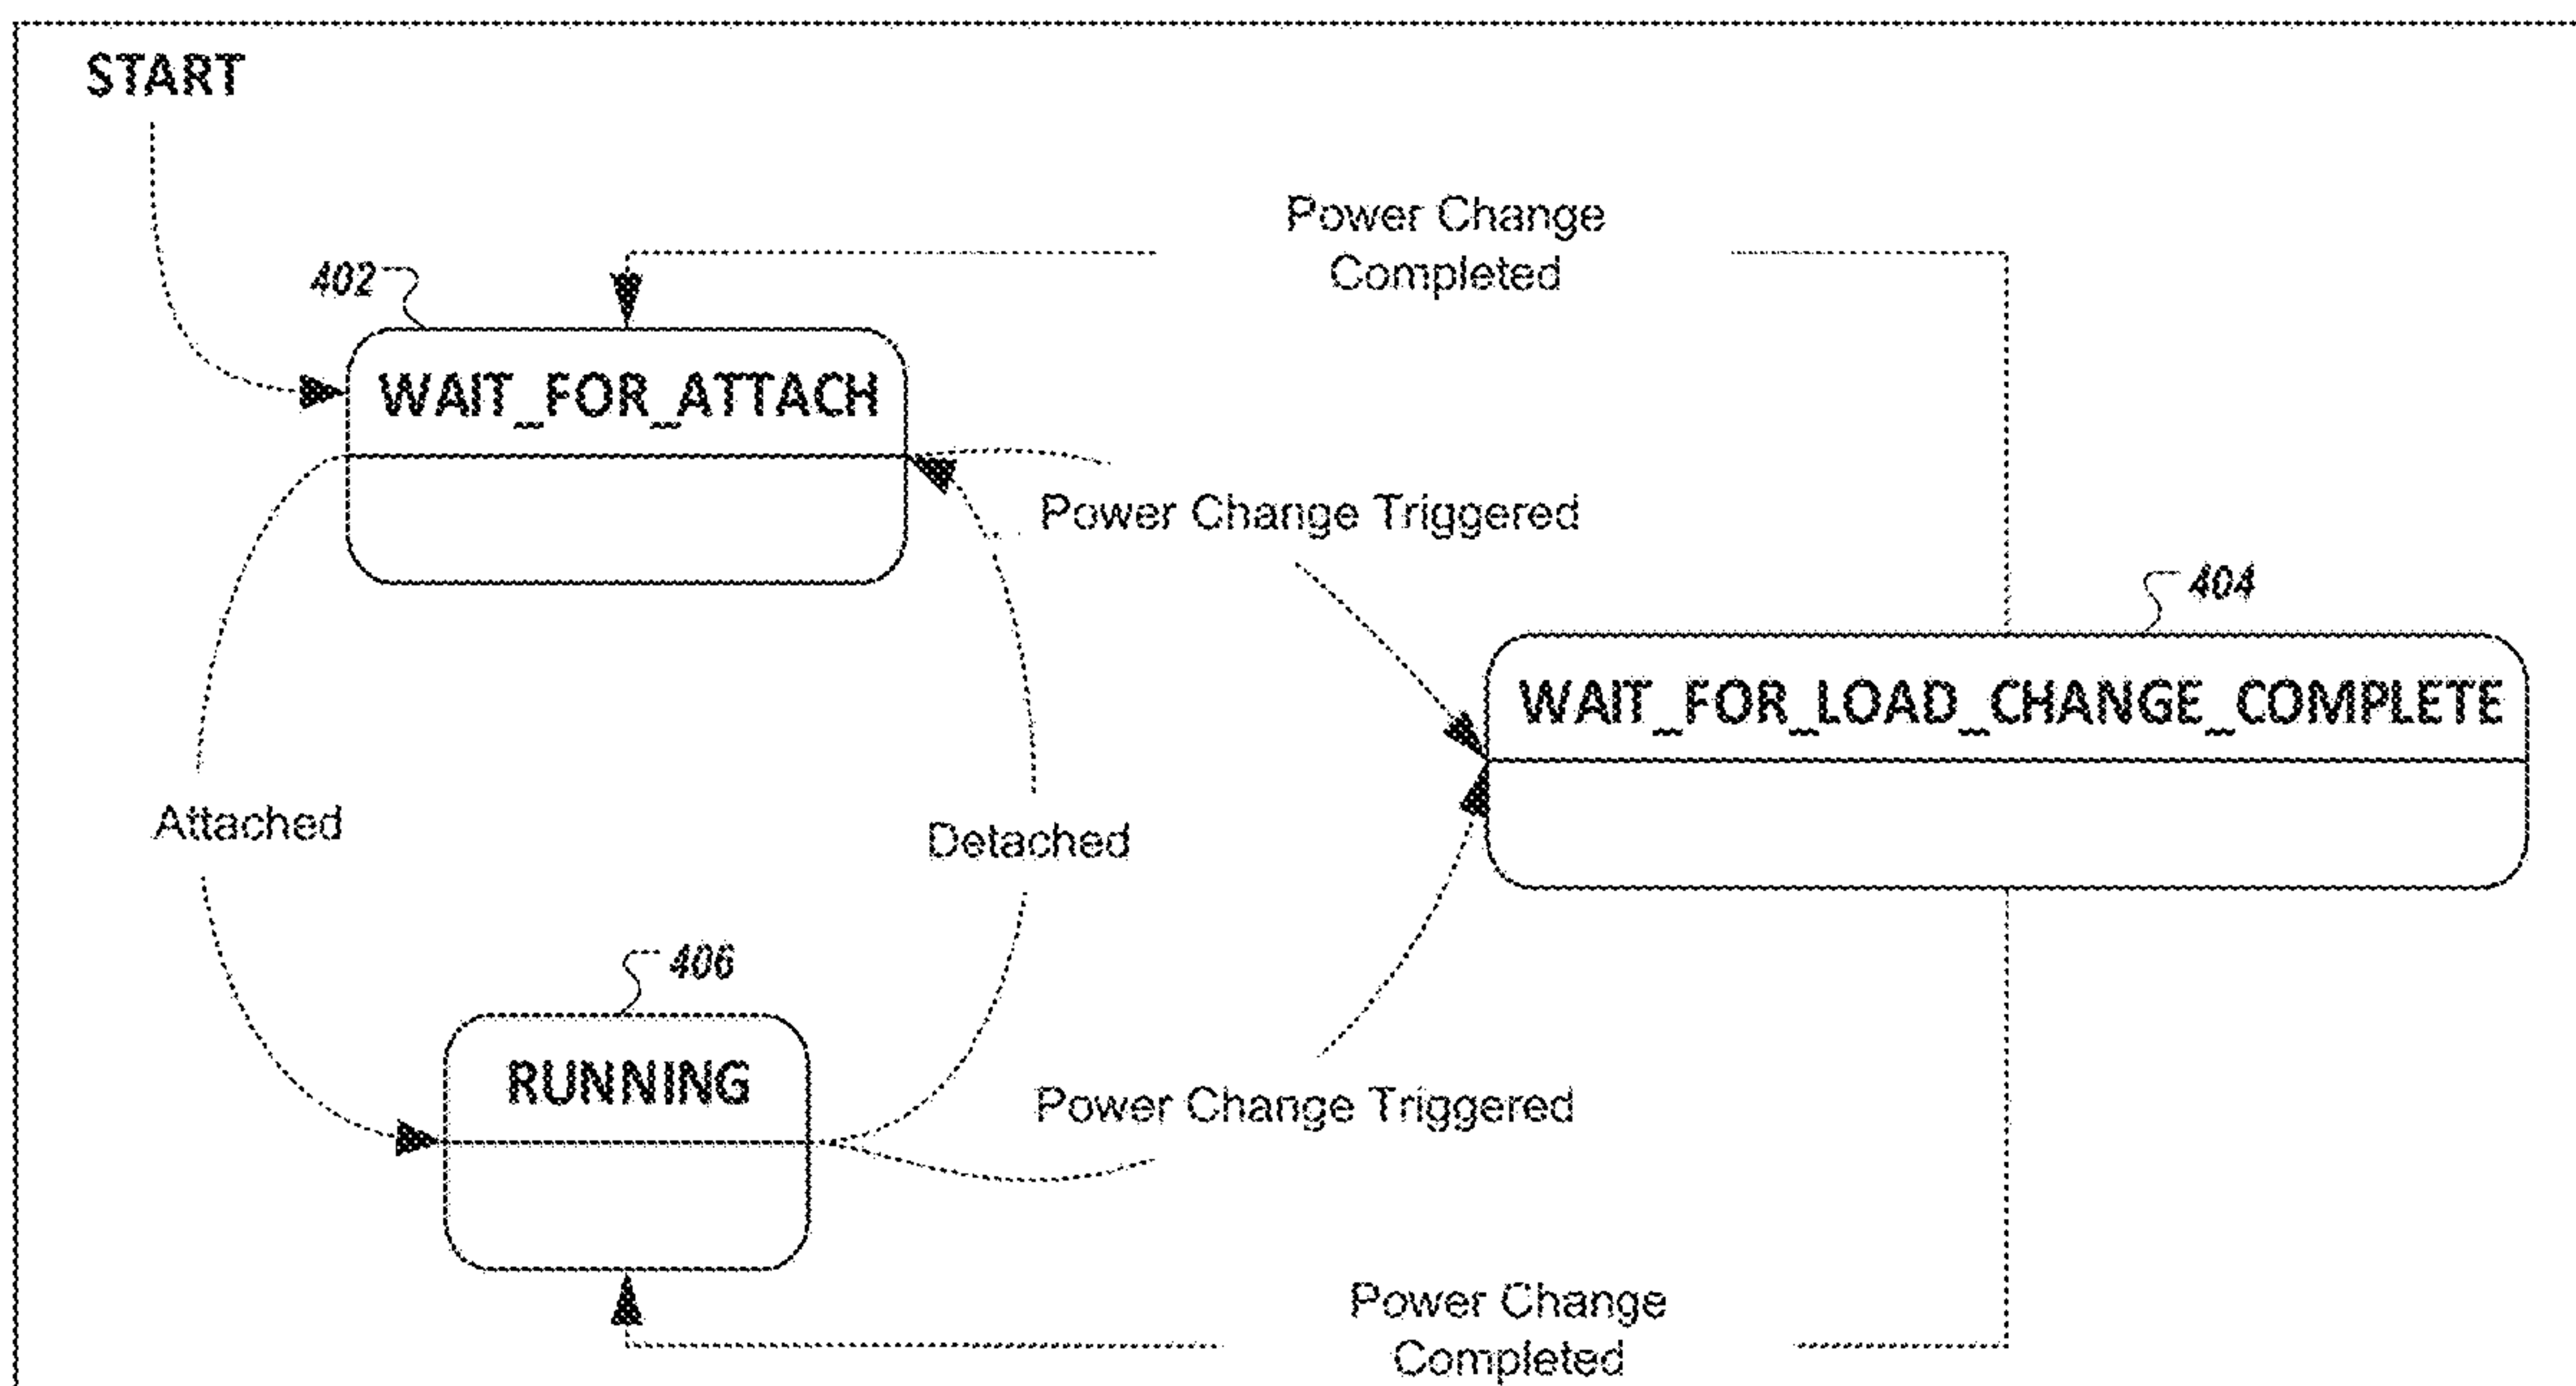 START
Power Change
Completed
402
WAIT_FOR_ATTACH
Power Change Triggered
404
WAIT_FOR_LOAD_CHANGE_COMPLETE
Attached
Detached
406
RUNNING
Power Change Triggered
Power Change
Completed